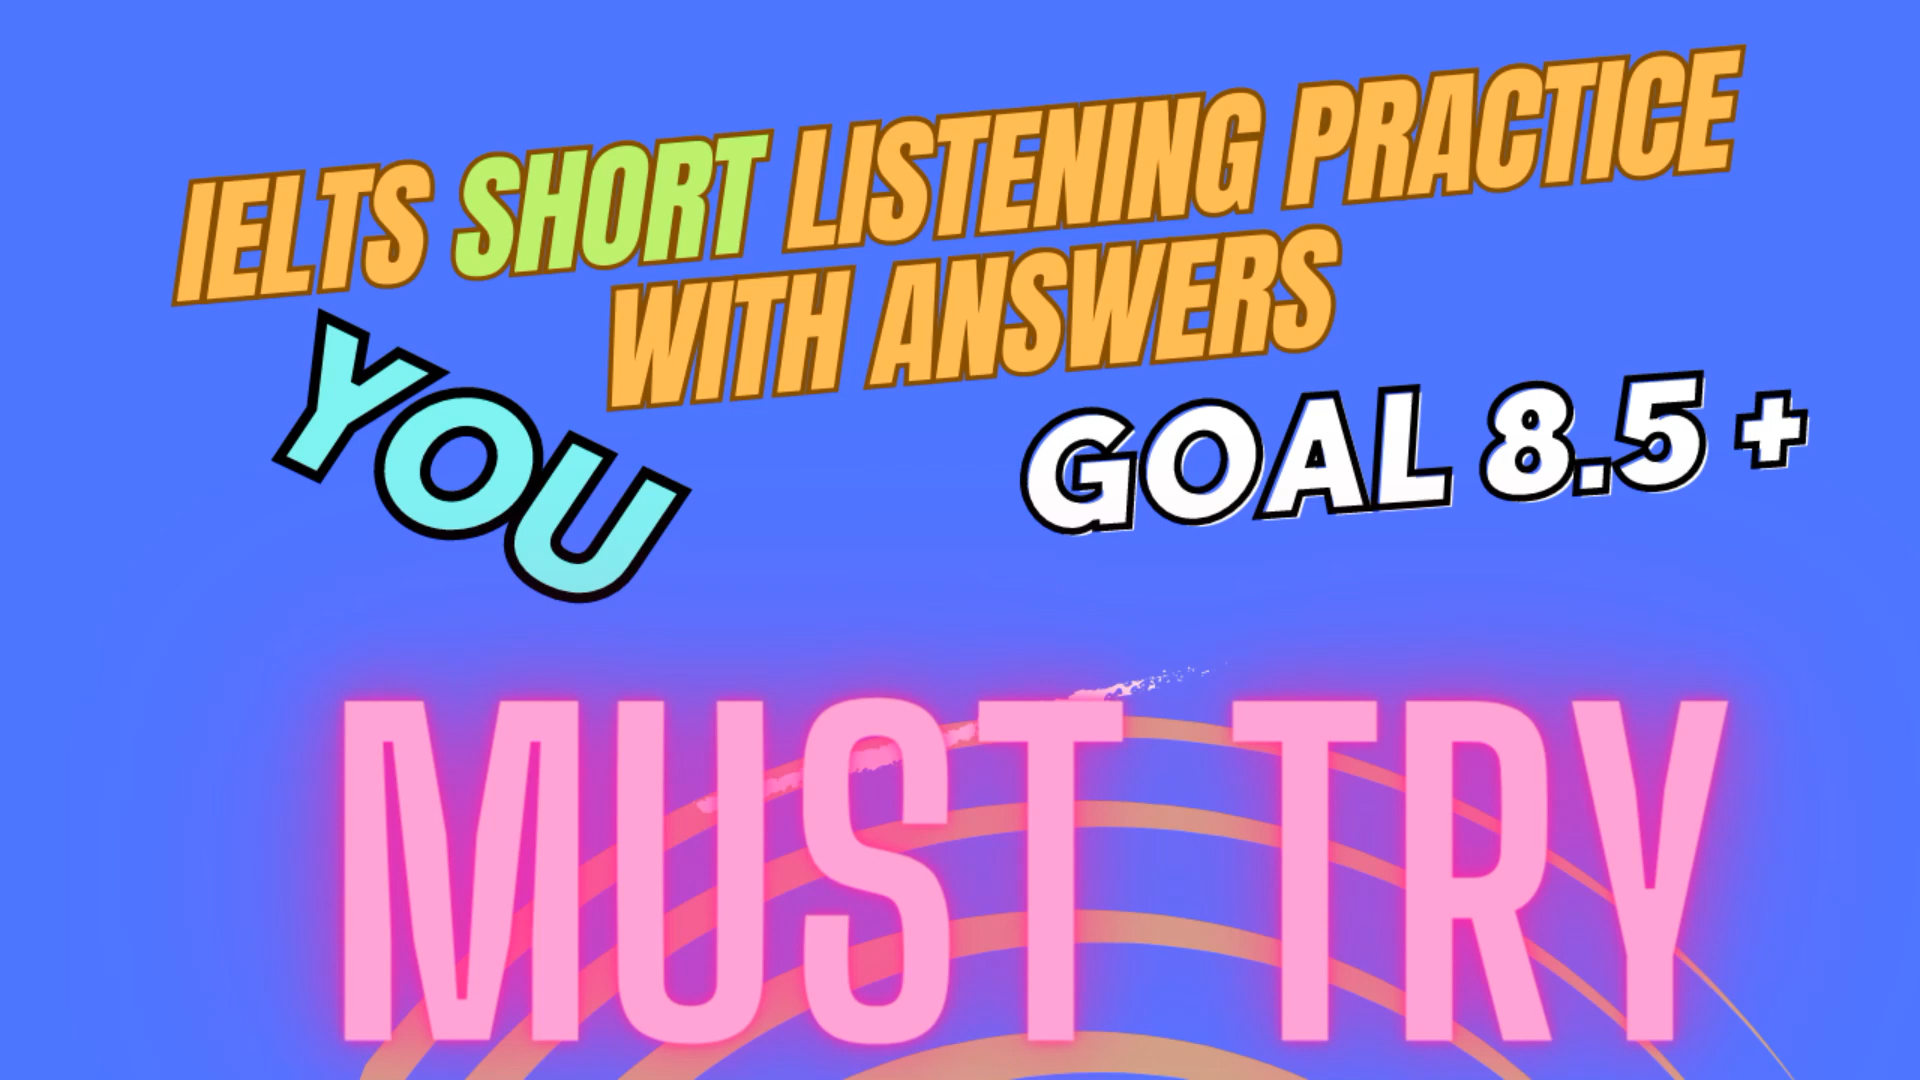 IELTS SHORT LISTENING PRACTICE
WITH ANSWERS
YOU
GOAL 8.5 +
MUST TRY